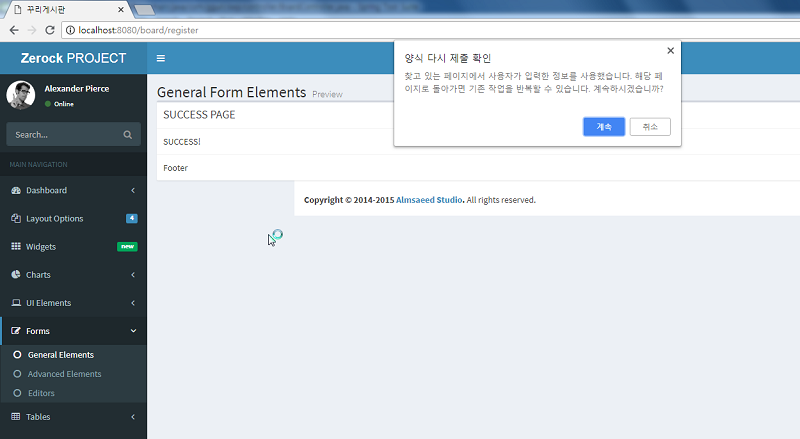 꾸리게시판
localhost:8080/board/register
Zerock PROJECT
Alexander Pierce
Online
Search...
MAIN NAVIGATION
Dashboard
Layout Options 4
Widgets new
Charts
UI Elements
Forms
General Elements
Advanced Elements
Editors
Tables
General Form Elements Preview
SUCCESS PAGE
SUCCESS!
Footer
Copyright © 2014-2015 Almsaeed Studio. All rights reserved.
양식 다시 제출 확인
찾고 있는 페이지에서 사용자가 입력한 정보를 사용했습니다. 해당 페
이지로 돌아가면 기존 작업을 반복할 수 있습니다. 계속하시겠습니까?
계속 취소